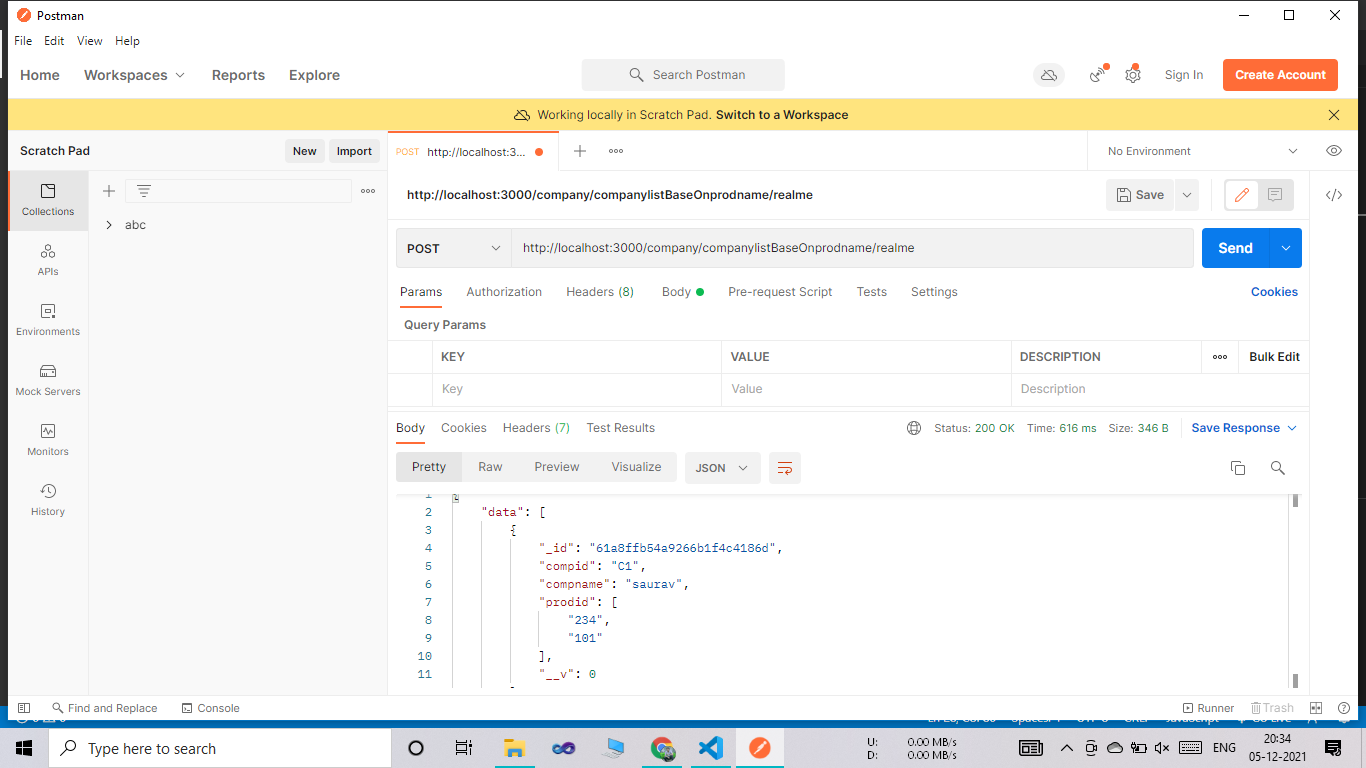 Postman
File Edit View Help
Home Workspaces Reports Explore Search Postman Sign In Create Account
Working locally in Scratch Pad. Switch to a Workspace
Scratch Pad New Import POST http://localhost:3... No Environment
Collections
abc
APIs
Environments
Mock Servers
Monitors
History
http://localhost:3000/company/companylistBaseOnprodname/realme Save
POST http://localhost:3000/company/companylistBaseOnprodname/realme Send
Params Authorization Headers (8) Body Pre-request Script Tests Settings Cookies
Query Params
KEY VALUE DESCRIPTION Bulk Edit
Key Value Description
Body Cookies Headers (7) Test Results Status: 200 OK Time: 616 ms Size: 346 B Save Response
Pretty Raw Preview Visualize JSON
1 {
2 "data": [
3 {
4 "_id": "61a8ffb54a9266b1f4c4186d",
5 "compid": "C1",
6 "compname": "saurav",
7 "prodid": [
8 "234",
9 "101"
10 ],
11 "__v": 0
Find and Replace Console Runner Trash
Type here to search
U: 0.00 MB/s
D: 0.00 MB/s
ENG
20:34
05-12-2021